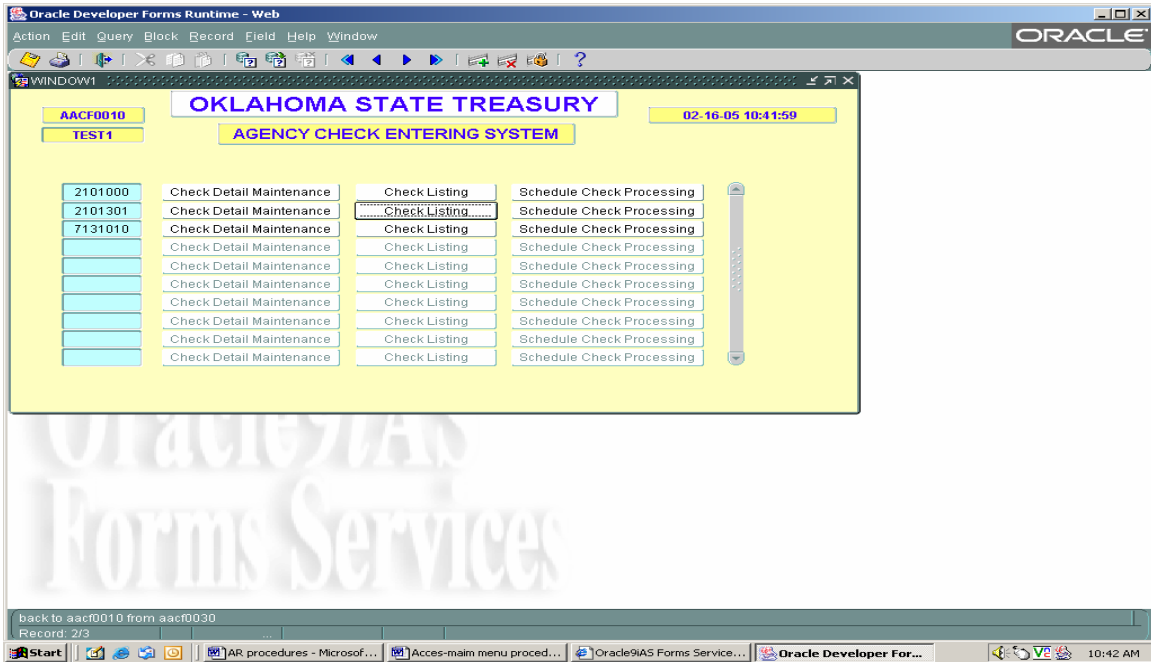 Oracle Developer Forms Runtime - Web
Action Edit Query Block Record Field Help Window
ORACLE
WINDOW1
OKLAHOMA STATE TREASURY
AACF0010
02-16-05 10:41:59
TEST1
AGENCY CHECK ENTERING SYSTEM
2101000 Check Detail Maintenance Check Listing Schedule Check Processing
2101301 Check Detail Maintenance Check Listing Schedule Check Processing
7131010 Check Detail Maintenance Check Listing Schedule Check Processing
Check Detail Maintenance Check Listing Schedule Check Processing
Check Detail Maintenance Check Listing Schedule Check Processing
Check Detail Maintenance Check Listing Schedule Check Processing
Check Detail Maintenance Check Listing Schedule Check Processing
Check Detail Maintenance Check Listing Schedule Check Processing
Check Detail Maintenance Check Listing Schedule Check Processing
Check Detail Maintenance Check Listing Schedule Check Processing
Oracle9iAS
Forms Services
back to aacf0010 from aacf0030
Record: 2/3 ...
Start AR procedures - Microsof... Acces-maim menu proced... Oracle9iAS Forms Service... Oracle Developer For... V2 10:42 AM